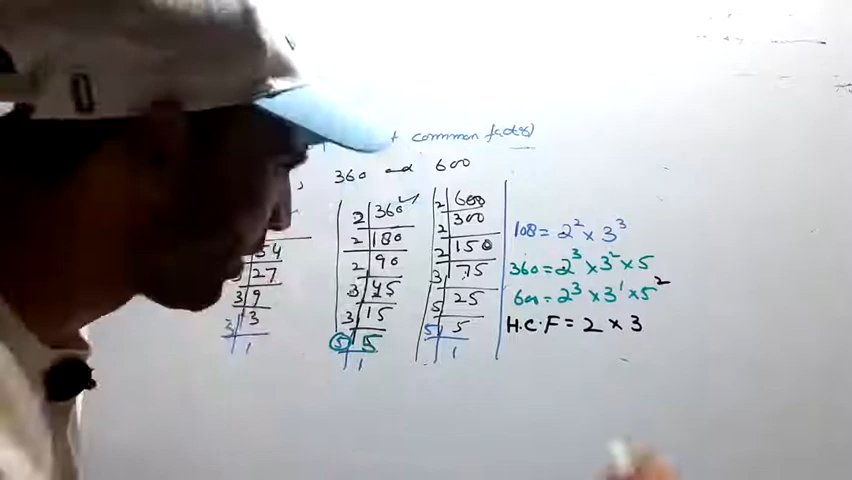 common factor)
, 360 and 600
2 | 360 ✓
2 | 180
2 | 90
3 | 45
3 | 15
5 | 5
1
2 | 600
2 | 300
2 | 150
3 | 75
5 | 25
5 | 5
1
54
27
3 | 9
3 | 3
1
108 = 2² × 3³
360 = 2³ × 3² × 5
600 = 2³ × 3¹ × 5²
H.C.F = 2 × 3